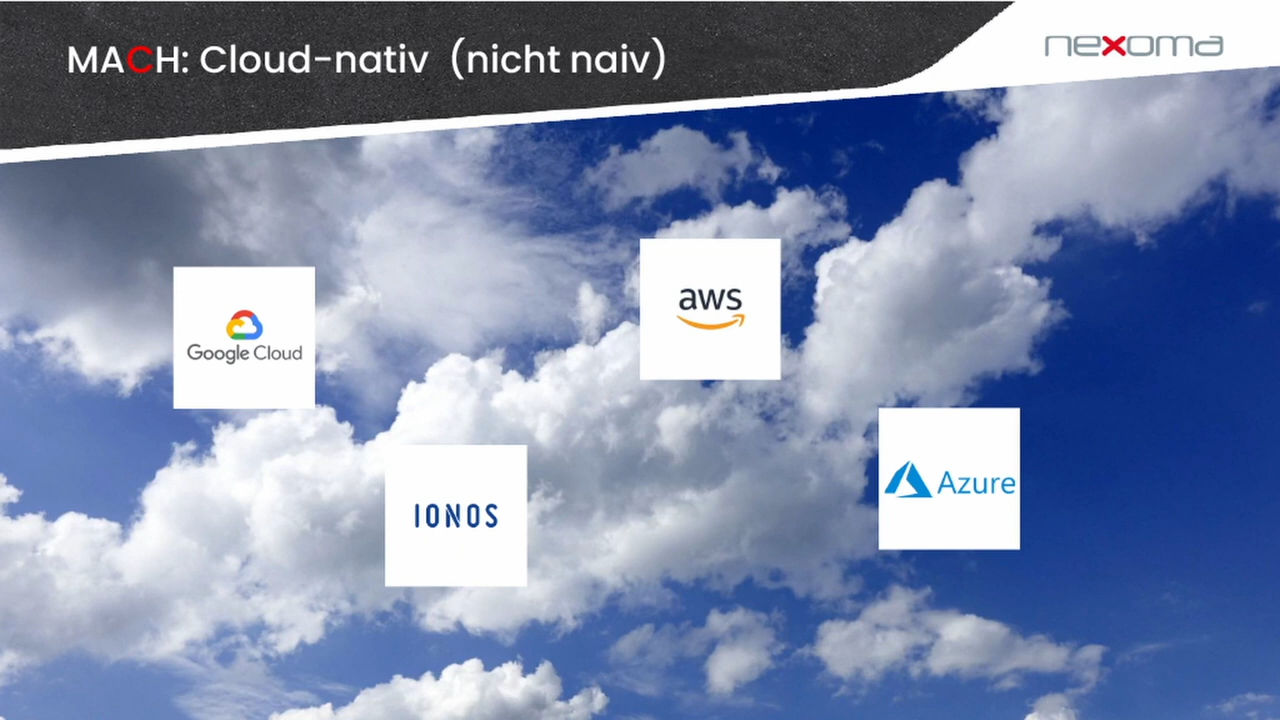 MACH: Cloud-nativ (nicht naiv)
nexoma
aws
Google Cloud
Azure
IONOS